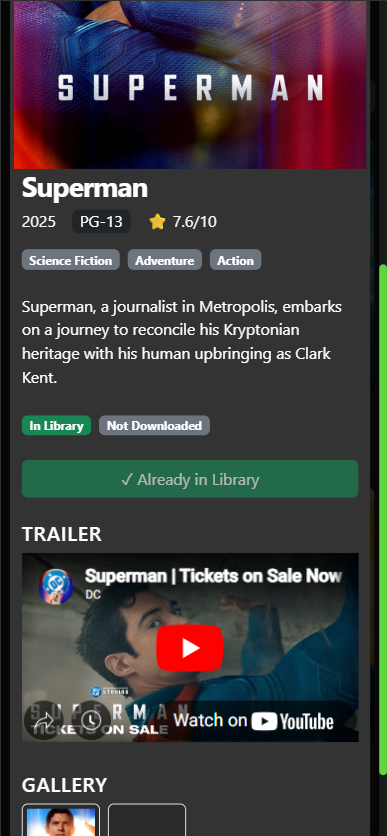 SUPERMAN
Superman
2025 PG-13 ⭐ 7.6/10
Science Fiction Adventure Action
Superman, a journalist in Metropolis, embarks
on a journey to reconcile his Kryptonian
heritage with his human upbringing as Clark
Kent.
In Library Not Downloaded
✓ Already in Library
TRAILER
Superman | Tickets on Sale Now
DC
DC STUDIOS
SUPERMAN
TICKETS ON SALE
Watch on YouTube
GALLERY